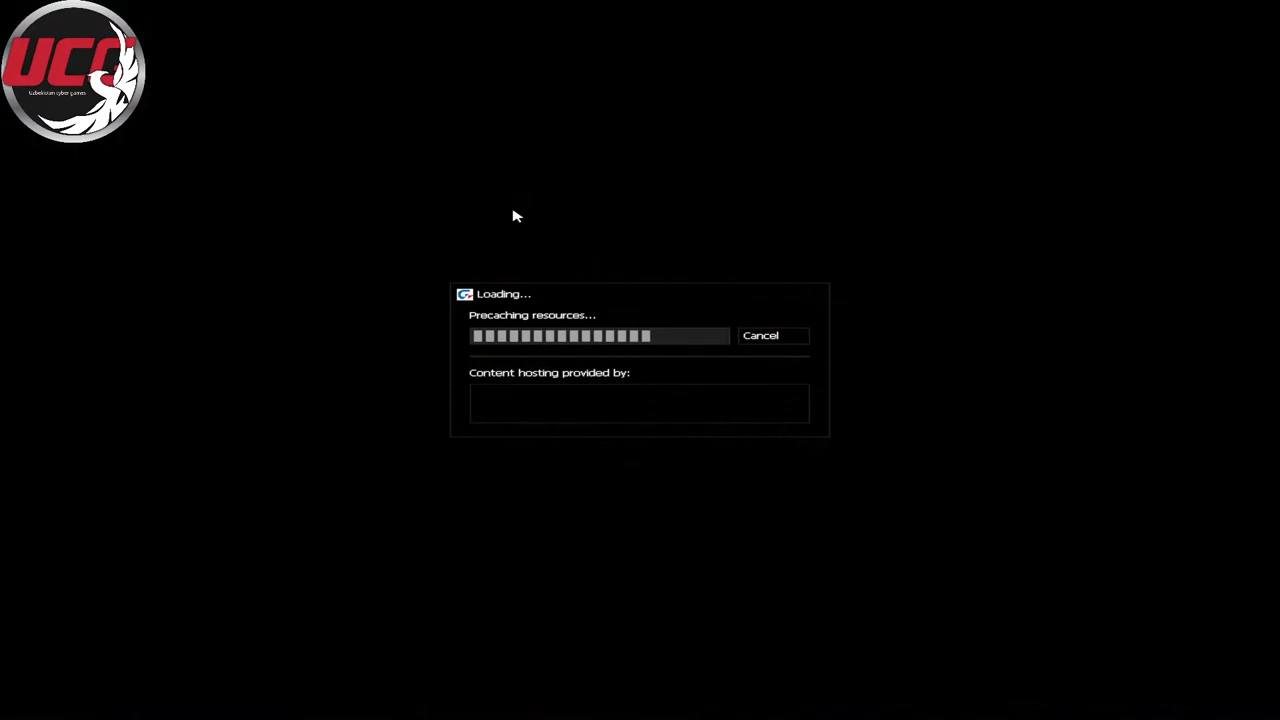 UCG
Uzbekistan cyber games
Loading...
Precaching resources...
Cancel
Content hosting provided by: